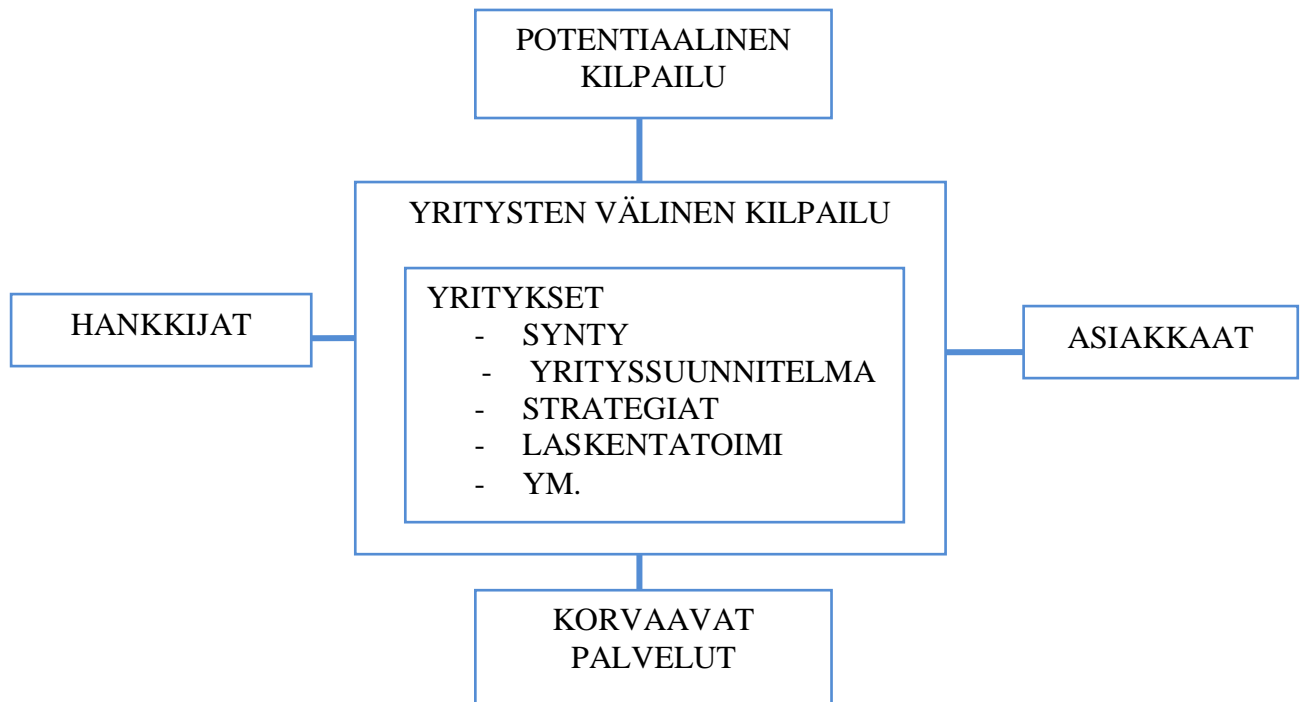 POTENTIAALINEN
KILPAILU
YRITYSTEN VÄLINEN KILPAILU
HANKKIJAT
YRITYKSET
- SYNTY
- YRITYSSUUNNITELMA
- STRATEGIAT
- LASKENTATOIMI
- YM.
ASIAKKAAT
KORVAAVAT
PALVELUT